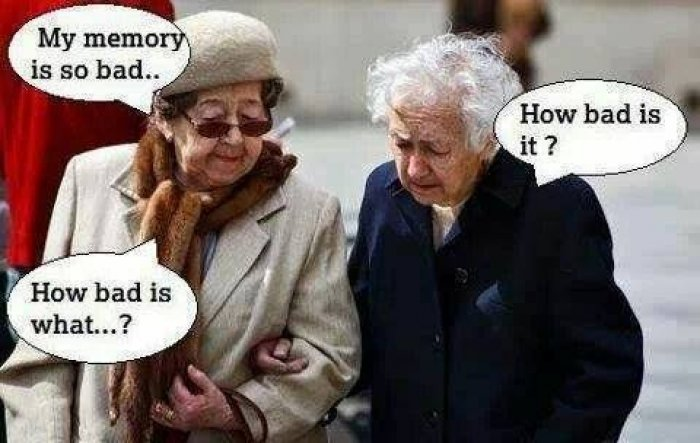 My memory
is so bad..
How bad is
it ?
How bad is
what...?